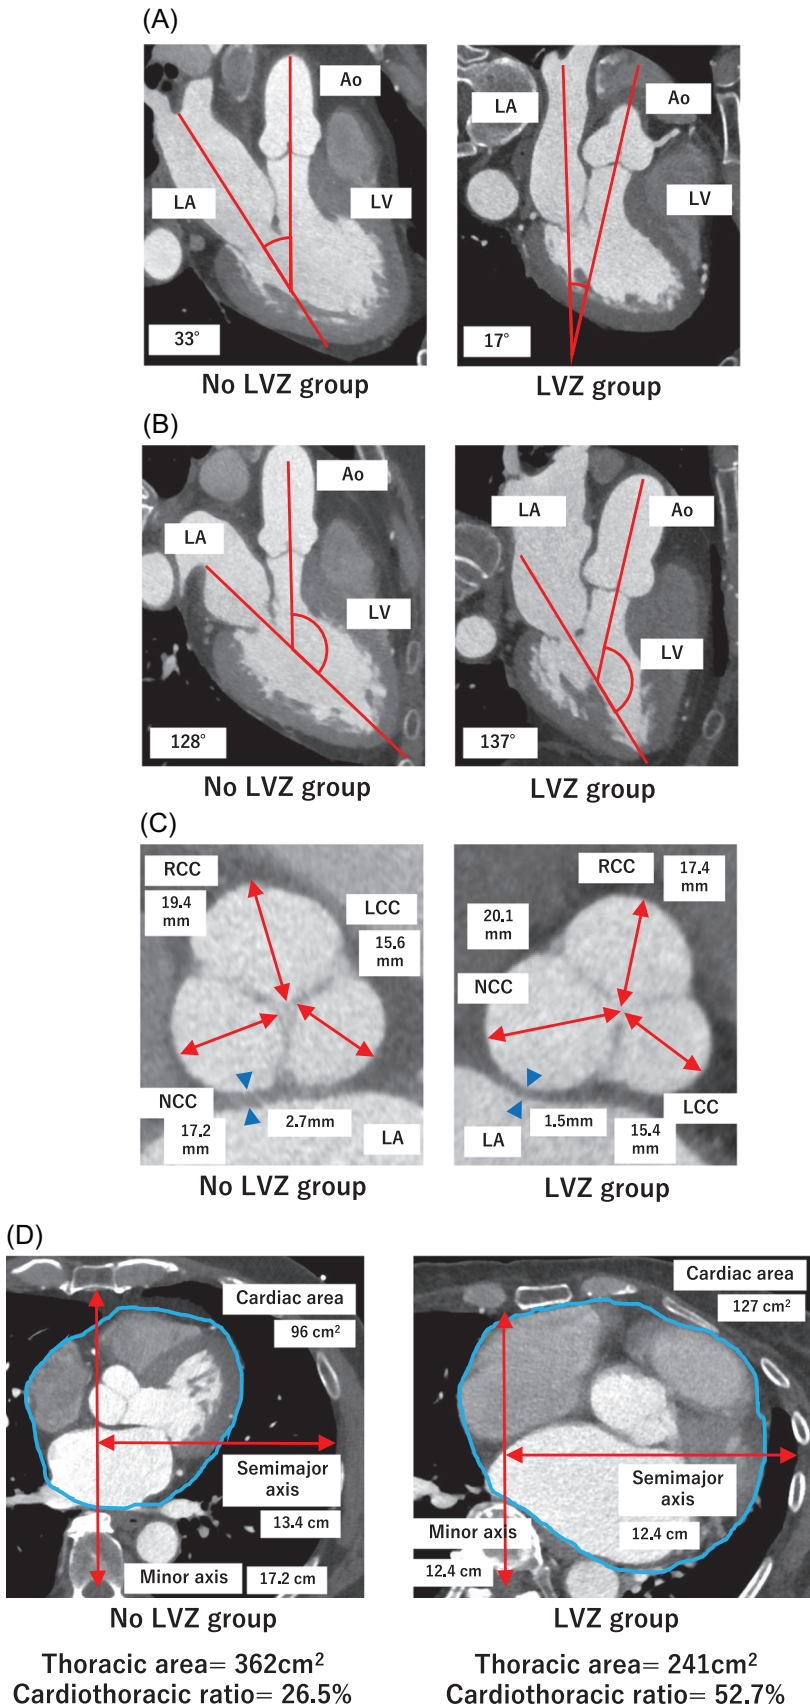 (A)
Ao
LA
LV
33°
No LVZ group
LA
Ao
LV
17°
LVZ group
(B)
Ao
LA
LV
128°
No LVZ group
LA
Ao
LV
137°
LVZ group
(C)
RCC
19.4
mm
LCC
15.6
mm
NCC
17.2
mm
2.7mm
LA
No LVZ group
RCC
17.4
mm
20.1
mm
NCC
LCC
1.5mm
LA
15.4
mm
LVZ group
(D)
Cardiac area
96 cm²
Semimajor
axis
13.4 cm
Minor axis
17.2 cm
No LVZ group
Thoracic area= 362cm²
Cardiothoracic ratio= 26.5%
Cardiac area
127 cm²
Semimajor
axis
12.4 cm
Minor axis
12.4 cm
LVZ group
Thoracic area= 241cm²
Cardiothoracic ratio= 52.7%